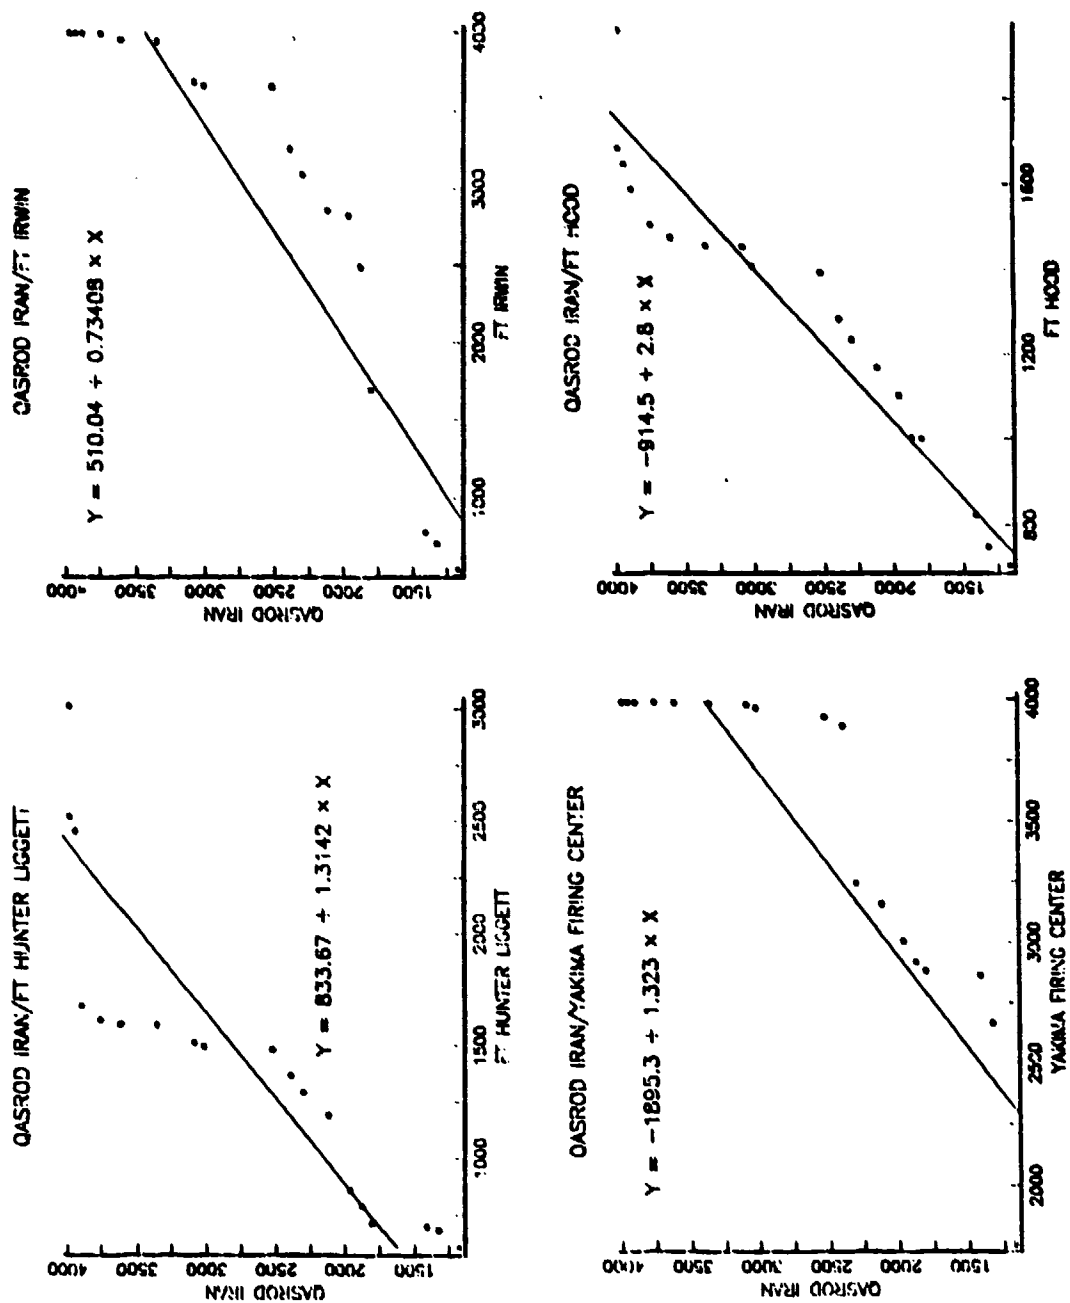 QASROD IRAN/FT HUNTER LIGGETT
4000
3500
3000
2500
2000
1500
QASROD IRAN
Y = 833.67 + 1.3142 × X
1000
1500
2000
2500
3000
FT HUNTER LIGGETT
QASROD IRAN/FT IRWIN
4000
3500
3000
2500
2000
1500
QASROD IRAN
Y = 510.04 + 0.73408 × X
1000
2000
3000
4000
FT IRWIN
QASROD IRAN/YAKIMA FIRING CENTER
4000
3500
3000
2500
2000
1500
QASROD IRAN
Y = -1895.3 + 1.323 × X
2000
2500
3000
3500
4000
YAKIMA FIRING CENTER
QASROD IRAN/FT HOOD
4000
3500
3000
2500
2000
1500
QASROD IRAN
Y = -914.5 + 2.8 × X
800
1200
1600
FT HOOD